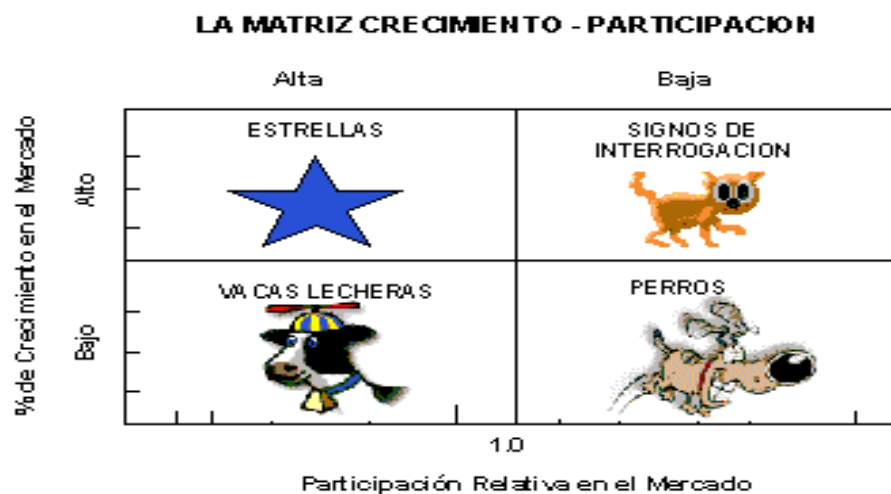 LA MATRIZ CRECIMIENTO - PARTICIPACION
Alta
Baja
% de Crecimiento en el Mercado
Alto
ESTRELLAS
SIGNOS DE
INTERROGACION
Bajo
VACAS LECHERAS
PERROS
1.0
Participación Relativa en el Mercado